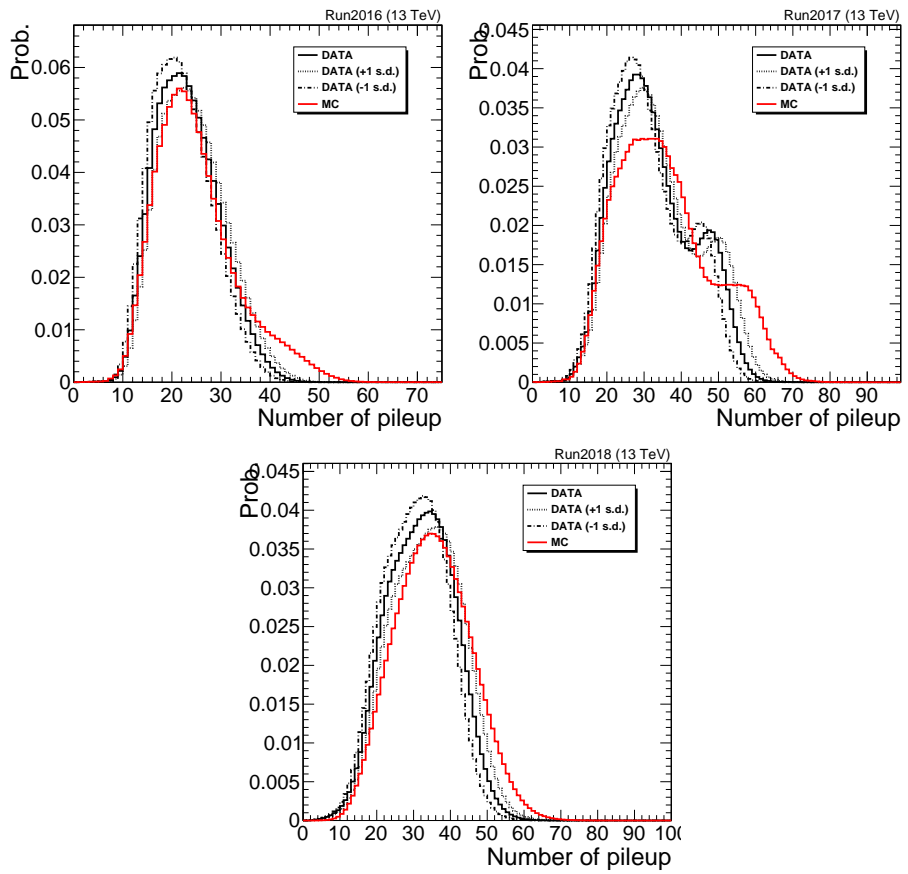 Run2016 (13 TeV)
Prob.
DATA
DATA (+1 s.d.)
DATA (-1 s.d.)
MC
0.06
0.05
0.04
0.03
0.02
0.01
0
0 10 20 30 40 50 60 70
Number of pileup
Run2017 (13 TeV)
Prob.
DATA
DATA (+1 s.d.)
DATA (-1 s.d.)
MC
0.045
0.04
0.035
0.03
0.025
0.02
0.015
0.01
0.005
0
0 10 20 30 40 50 60 70 80 90
Number of pileup
Run2018 (13 TeV)
Prob.
DATA
DATA (+1 s.d.)
DATA (-1 s.d.)
MC
0.045
0.04
0.035
0.03
0.025
0.02
0.015
0.01
0.005
0
0 10 20 30 40 50 60 70 80 90 10
Number of pileup